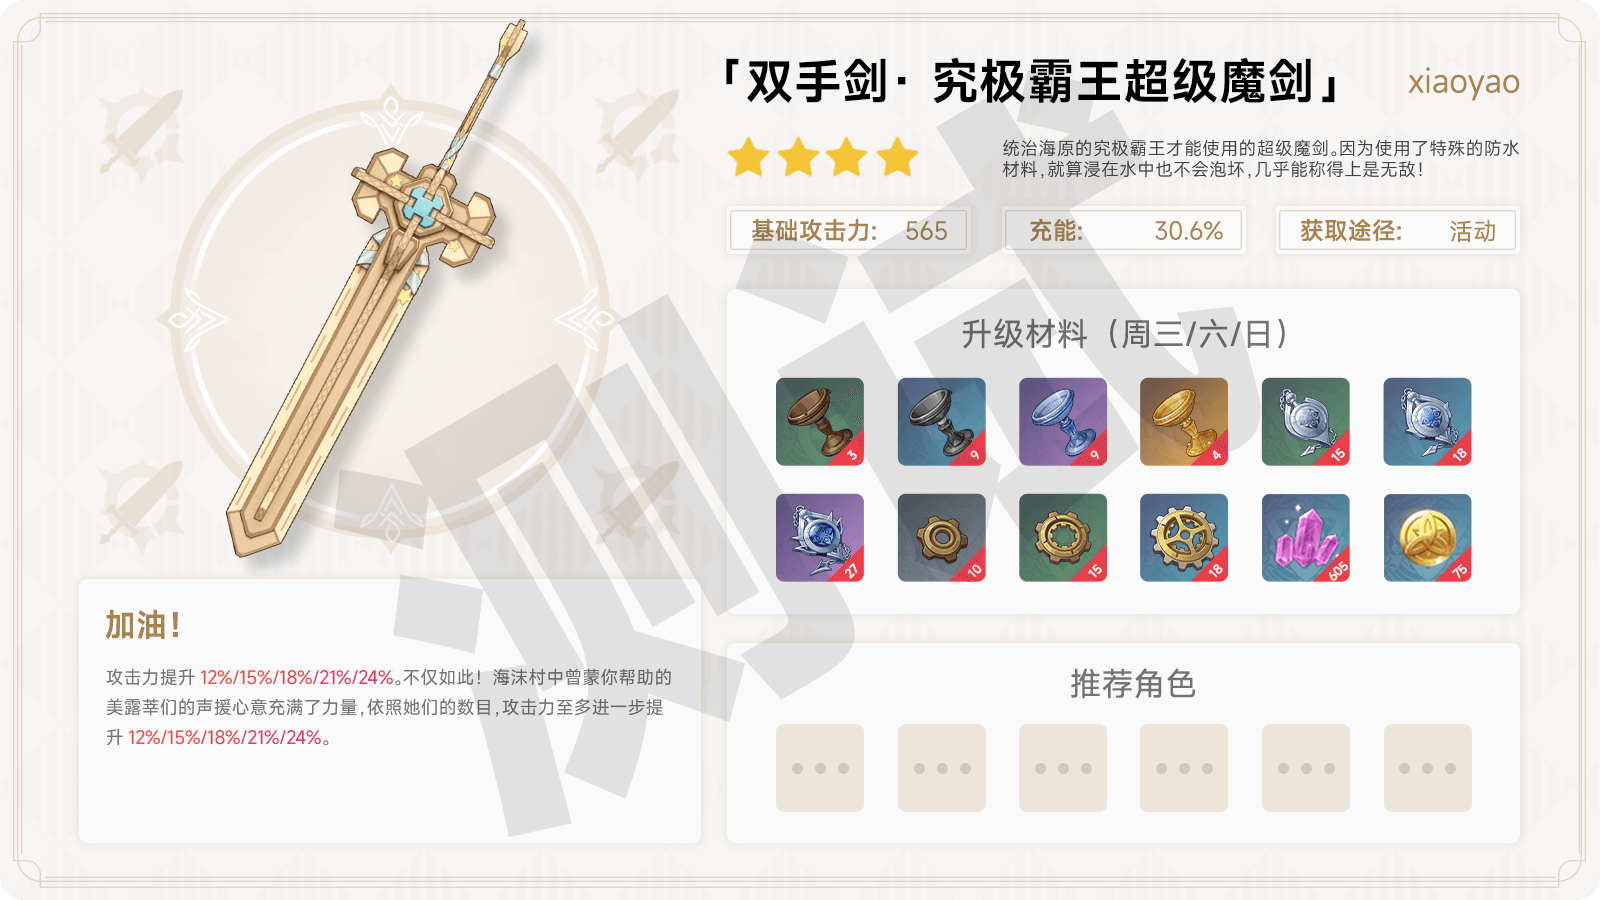 「双手剑· 究极霸王超级魔剑」
xiaoyao
统治海原的究极霸王才能使用的超级魔剑。因为使用了特殊的防水
材料,就算浸在水中也不会泡坏,几乎能称得上是无敌!
基础攻击力: 565
充能: 30.6%
获取途径: 活动
升级材料(周三/六/日)
3
9
9
4
15
18
27
10
15
18
605
75
加油!
攻击力提升 12%/15%/18%/21%/24%。不仅如此! 海沫村中曾蒙你帮助的
美露莘们的声援心意充满了力量,依照她们的数目,攻击力至多进一步提
升 12%/15%/18%/21%/24%。
推荐角色
测试